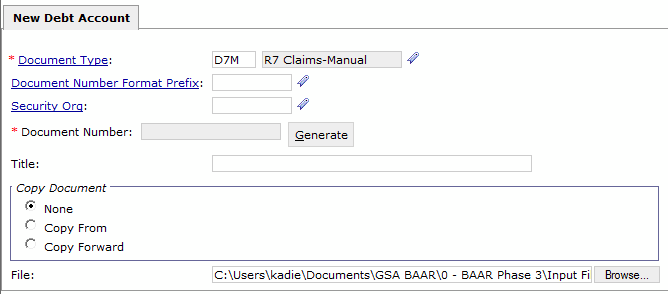 New Debt Account
* Document Type: D7M R7 Claims-Manual
Document Number Format Prefix:
Security Org:
* Document Number: Generate
Title:
Copy Document
None
Copy From
Copy Forward
File: C:\Users\kadie\Documents\GSA BAAR\0 - BAAR Phase 3\Input Fi Browse...